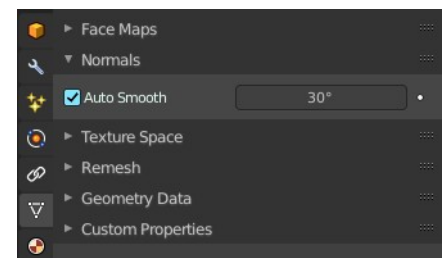 Face Maps
Normals
Auto Smooth 30°
Texture Space
Remesh
Geometry Data
Custom Properties